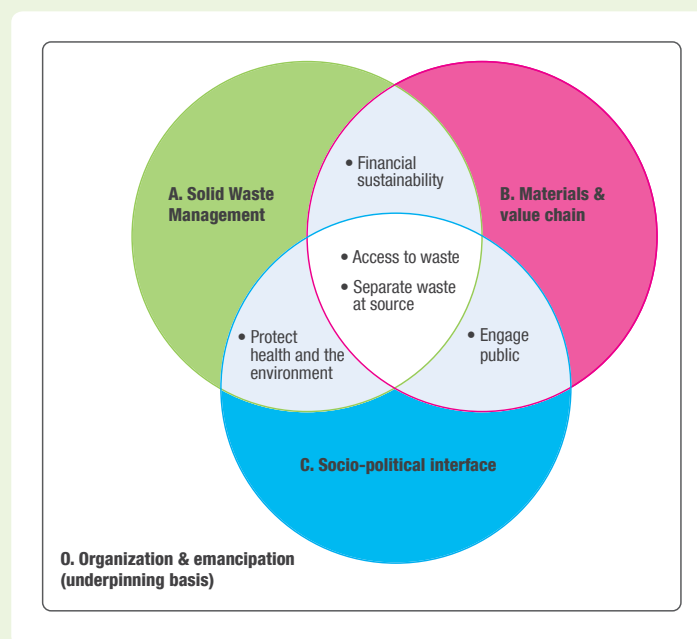 • Financial
sustainability
A. Solid Waste
Management
B. Materials &
value chain
• Access to waste
• Separate waste
at source
• Protect
health and the
environment
• Engage
public
C. Socio-political interface
O. Organization & emancipation
(underpinning basis)